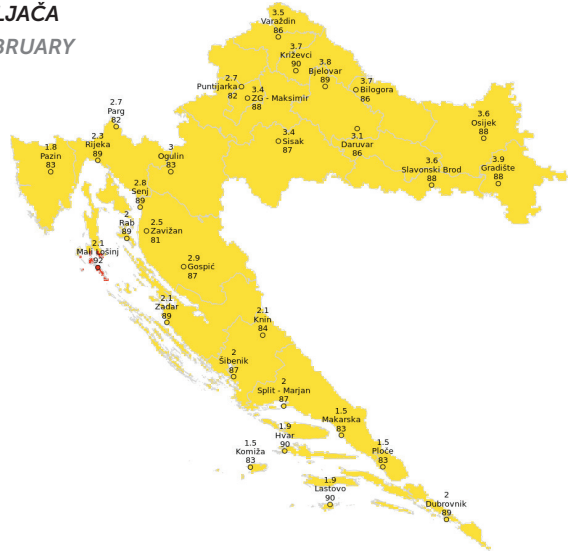 LJAČA
BRUARY
3.5
Varaždin
86
3.7
Križevci
90
3.8
Bjelovar
89
2.7
Puntijarka
82
3.4
ZG - Maksimir
88
3.7
Bilogora
86
2.7
Parg
82
3.6
Osijek
88
2.3
Rijeka
89
1.8
Pazin
83
3
Ogulin
83
3.4
Sisak
87
3.1
Daruvar
86
3.6
Slavonski Brod
88
3.9
Gradište
88
2.8
Senj
89
2
Rab
89
2.5
Zavižan
81
2.1
Mali Lošinj
92
2.9
Gospić
87
2.1
Zadar
89
2.1
Knin
84
2
Šibenik
87
2
Split - Marjan
87
1.5
Makarska
83
1.9
Hvar
90
1.5
Komiža
83
1.5
Ploče
83
1.9
Lastovo
90
2
Dubrovnik
89